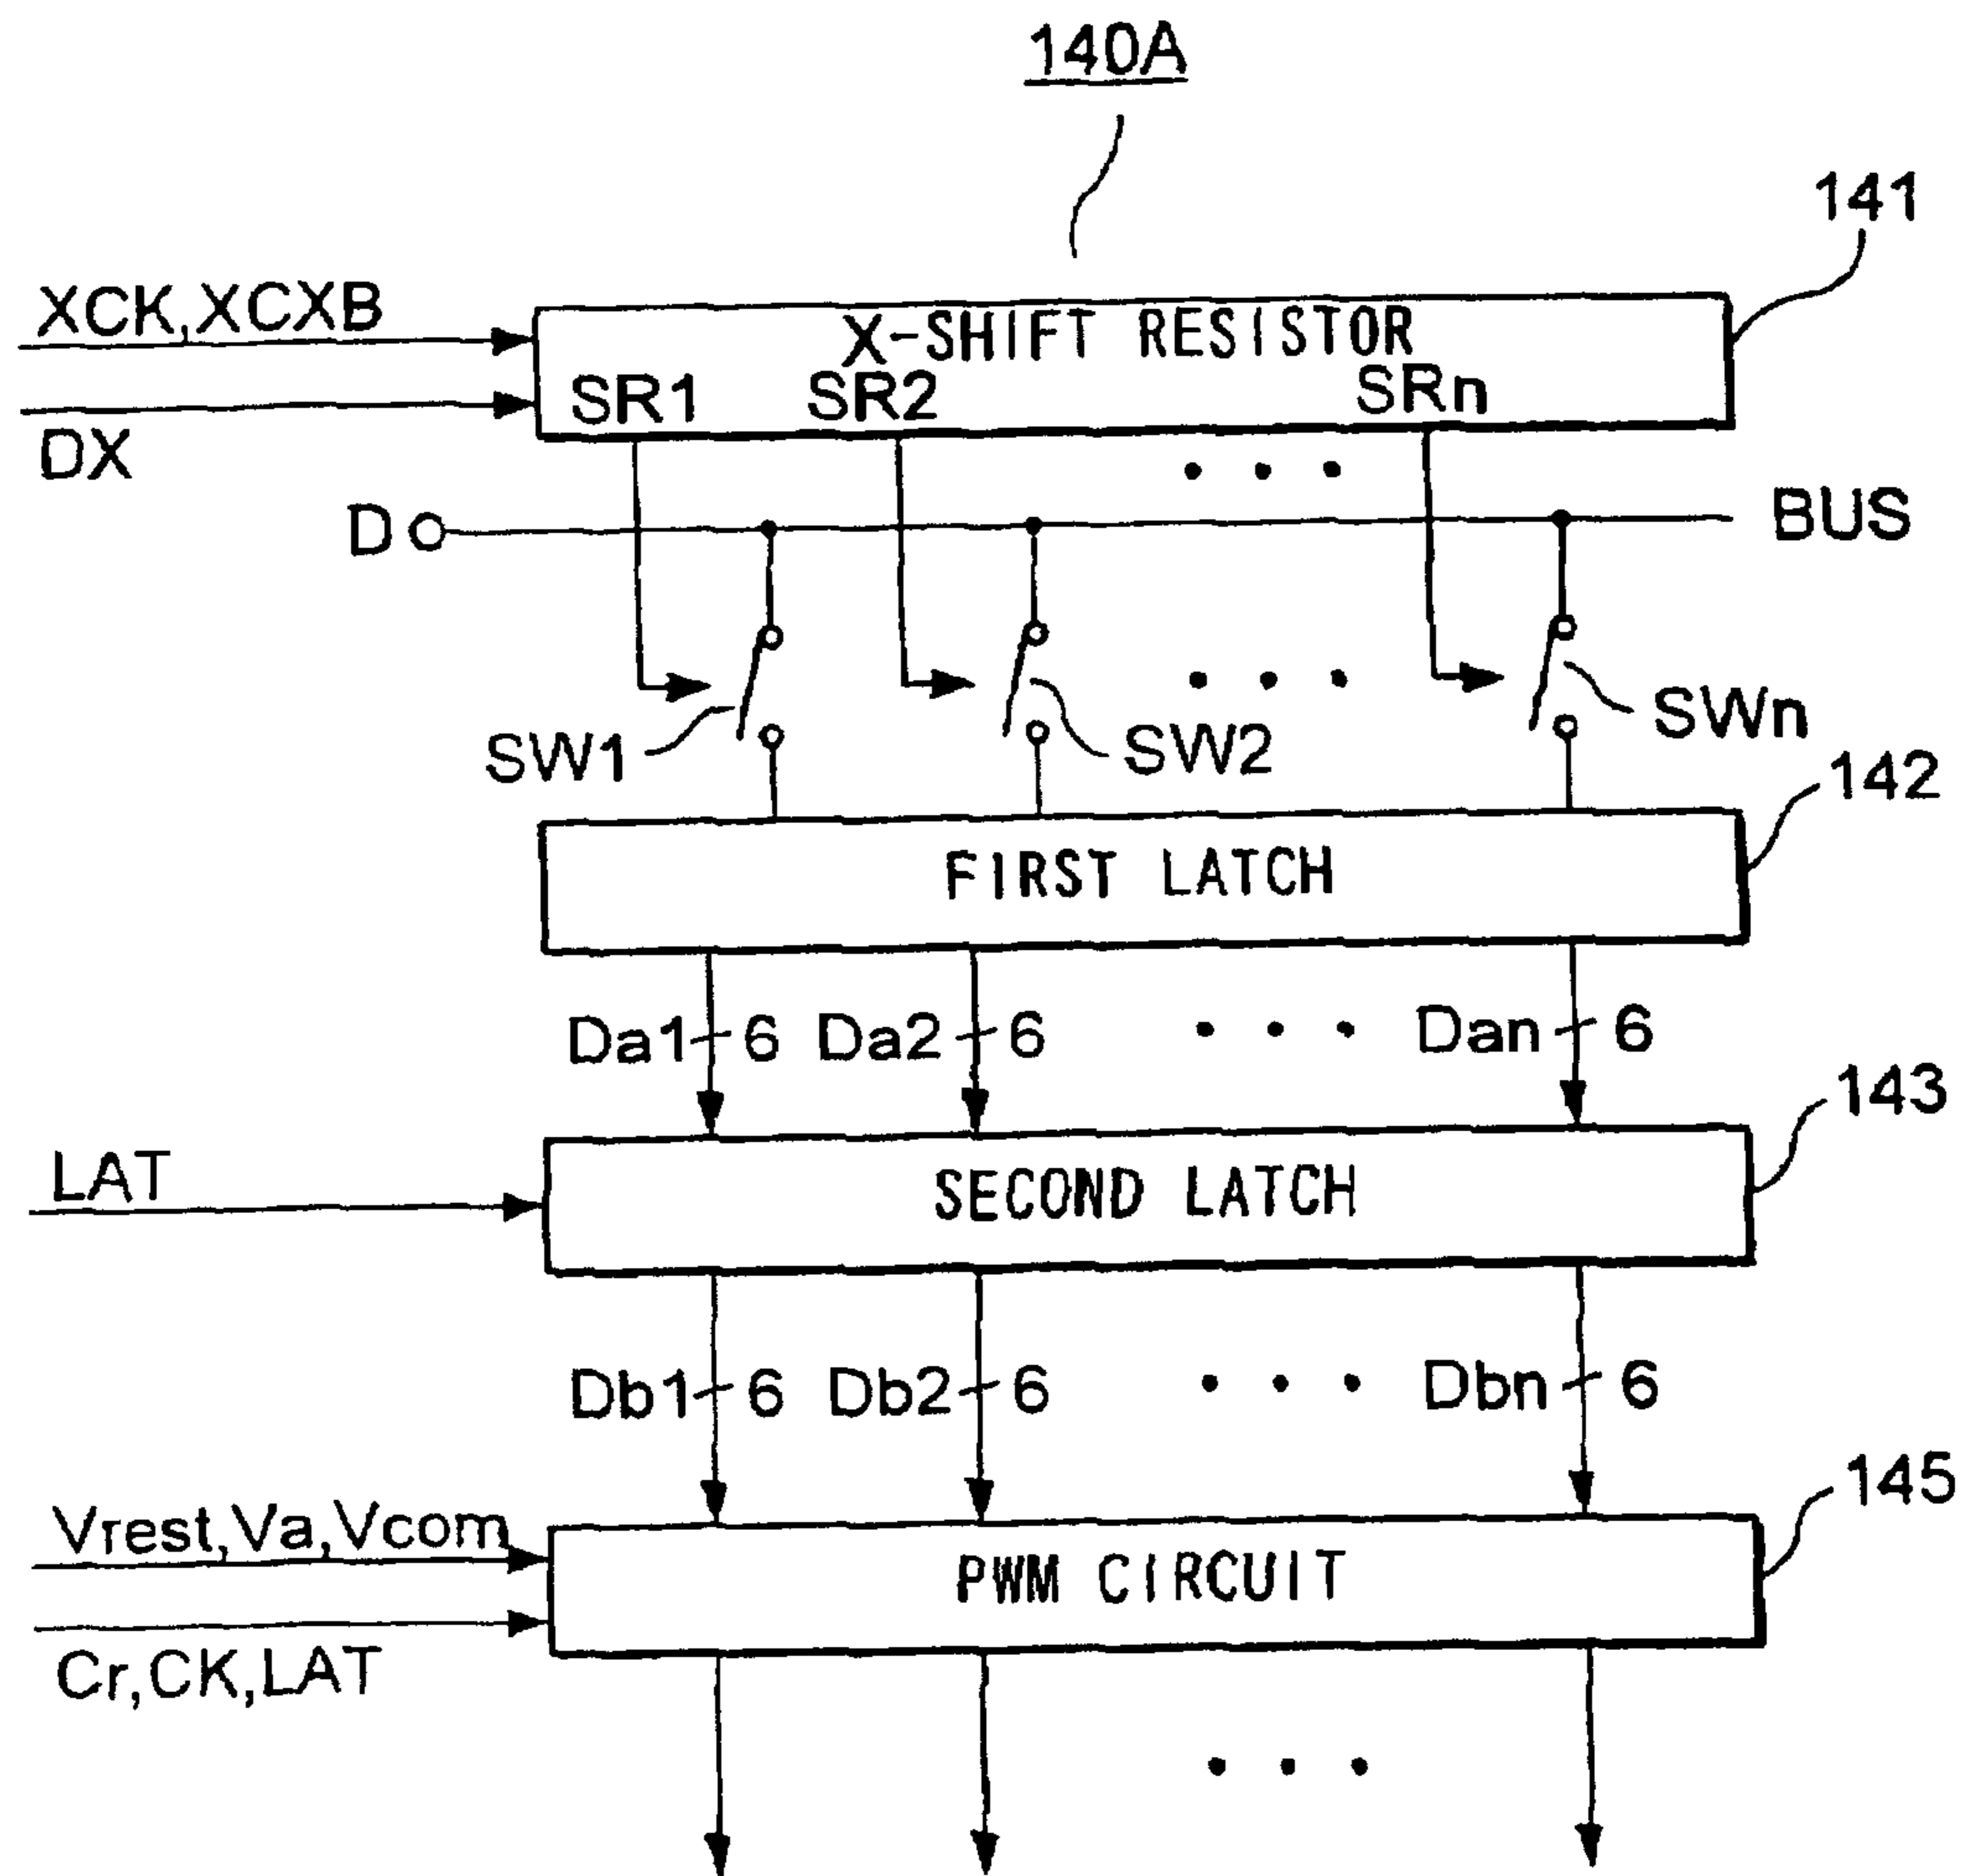 140A
141
XCK,XCXB
X-SHIFT RESISTOR
SR1 SR2 SRn
DX
D BUS
SW1 SW2 SWn
142
FIRST LATCH
Da1 6 Da2 6 Dan 6
143
LAT
SECOND LATCH
Db1 6 Db2 6 Dbn 6
145
Vrest,Va,Vcom
PWM CIRCUIT
Cr,CK,LAT